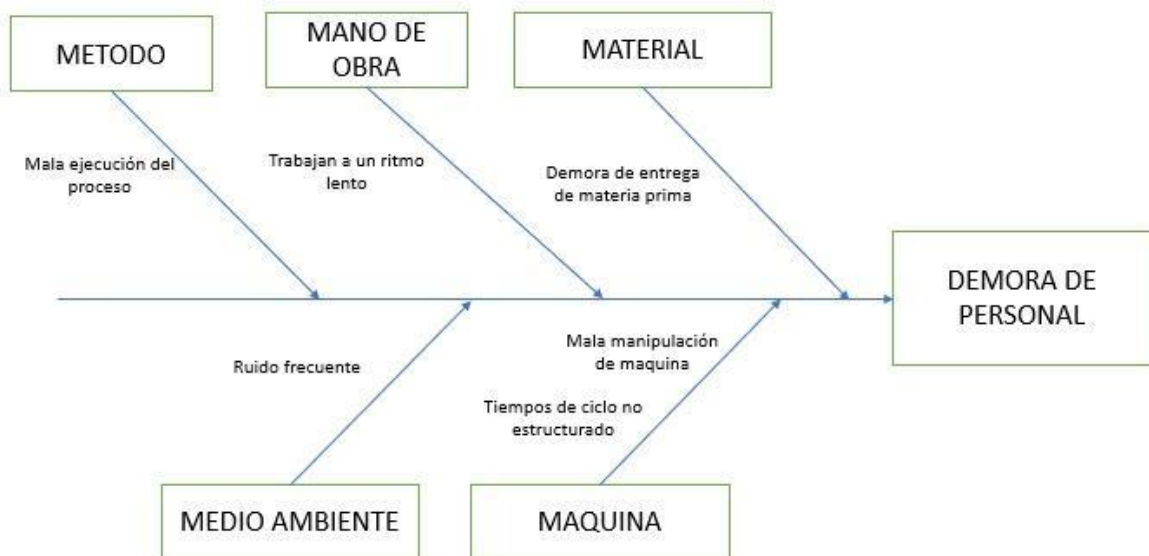 METODO
MANO DE
OBRA
MATERIAL
Mala ejecución del
proceso
Trabajan a un ritmo
lento
Demora de entrega
de materia prima
DEMORA DE
PERSONAL
Ruido frecuente
Mala manipulación
de maquina
Tiempos de ciclo no
estructurado
MEDIO AMBIENTE
MAQUINA